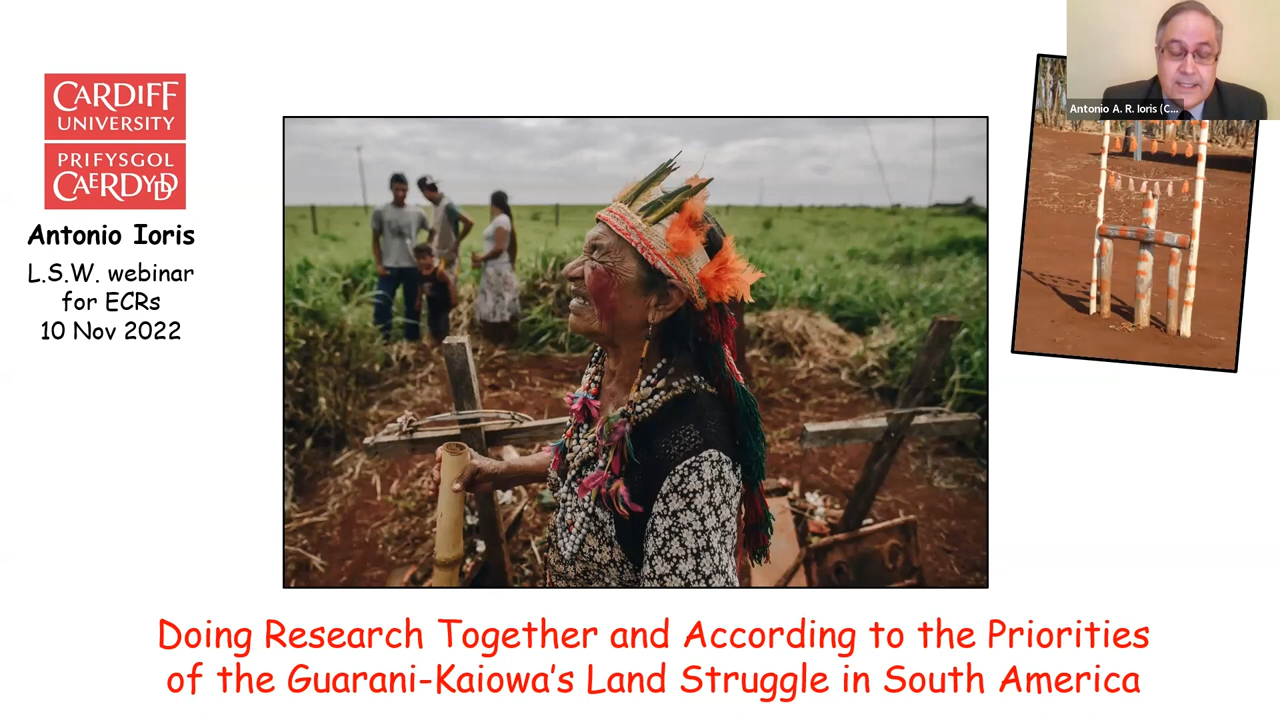 CARDIFF
UNIVERSITY
PRIFYSGOL
CAERDYDD
Antonio Ioris
L.S.W. webinar
for ECRs
10 Nov 2022
Antonio A. R. Ioris (C...
Doing Research Together and According to the Priorities
of the Guarani-Kaiowa's Land Struggle in South America